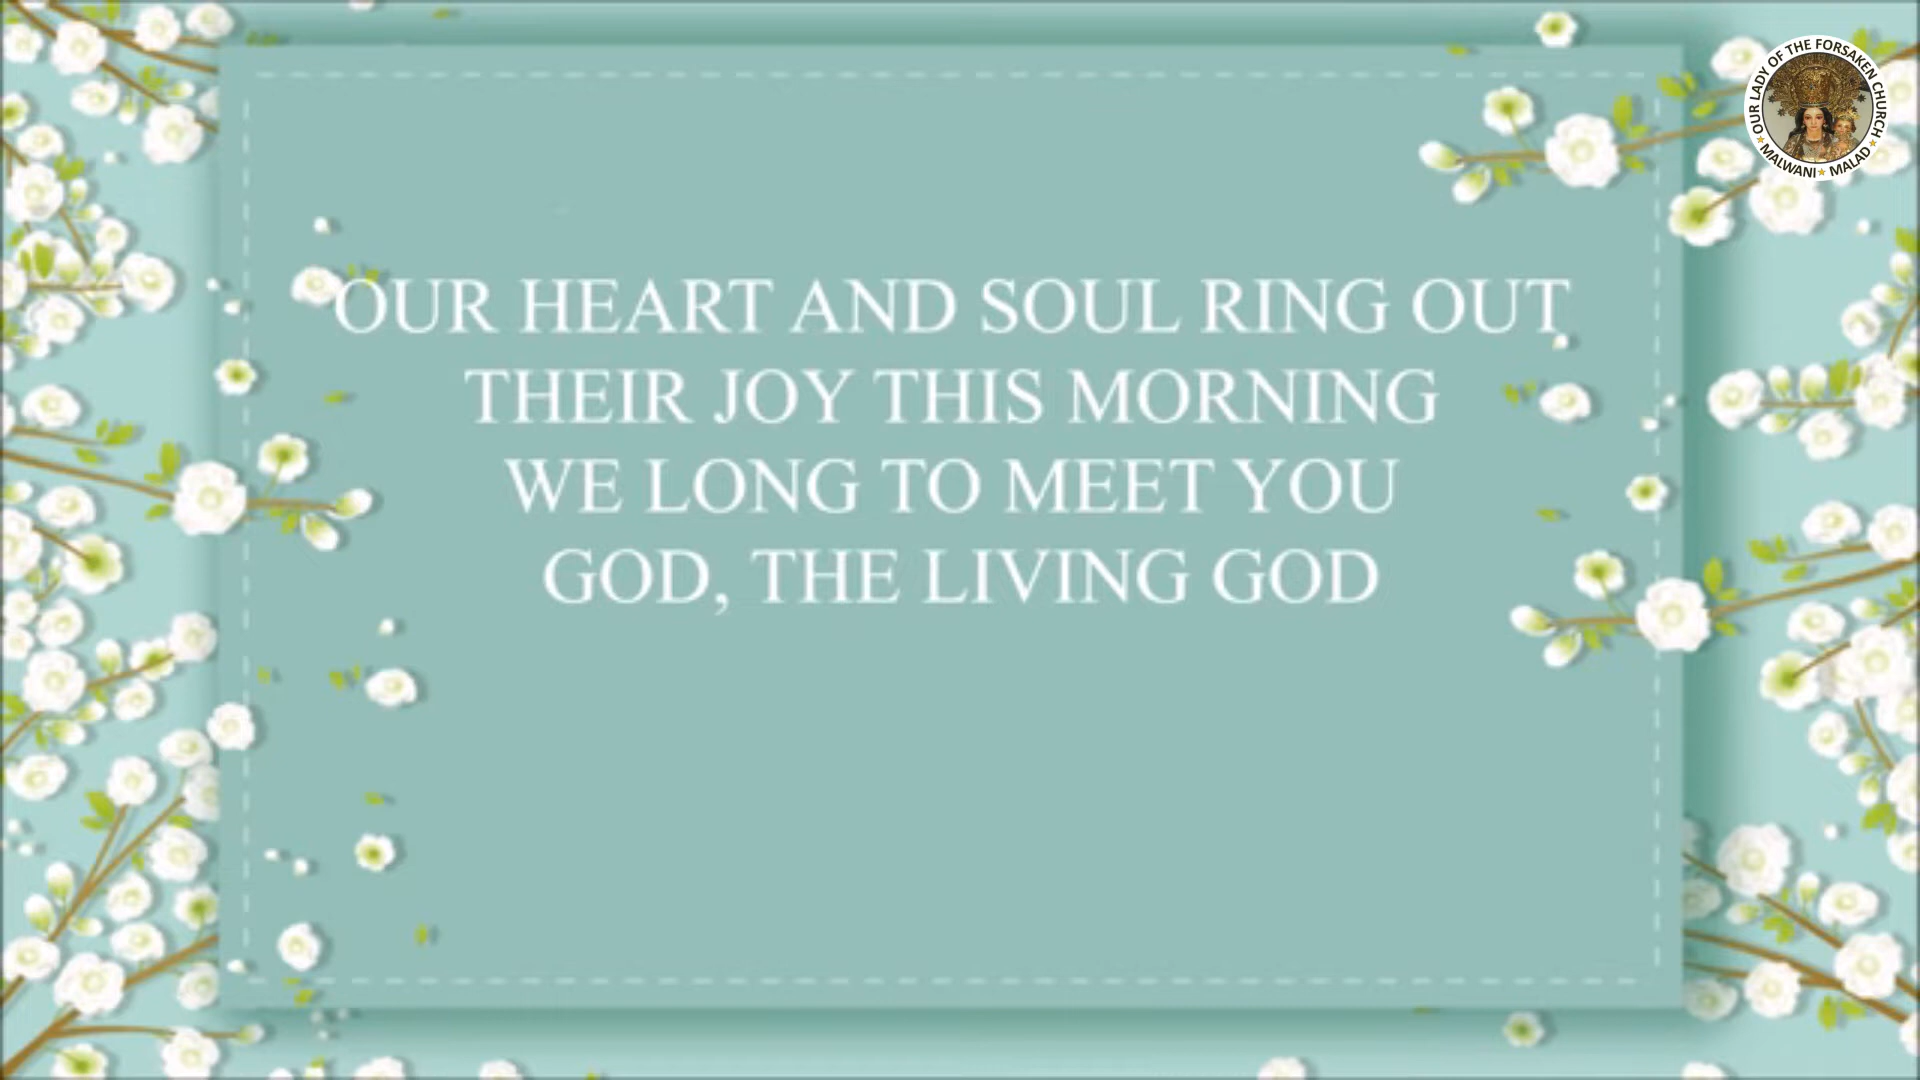 OUR LADY OF THE FORSAKEN CHURCH
MALWANI ★ MALAD
OUR HEART AND SOUL RING OUT
THEIR JOY THIS MORNING
WE LONG TO MEET YOU
GOD, THE LIVING GOD